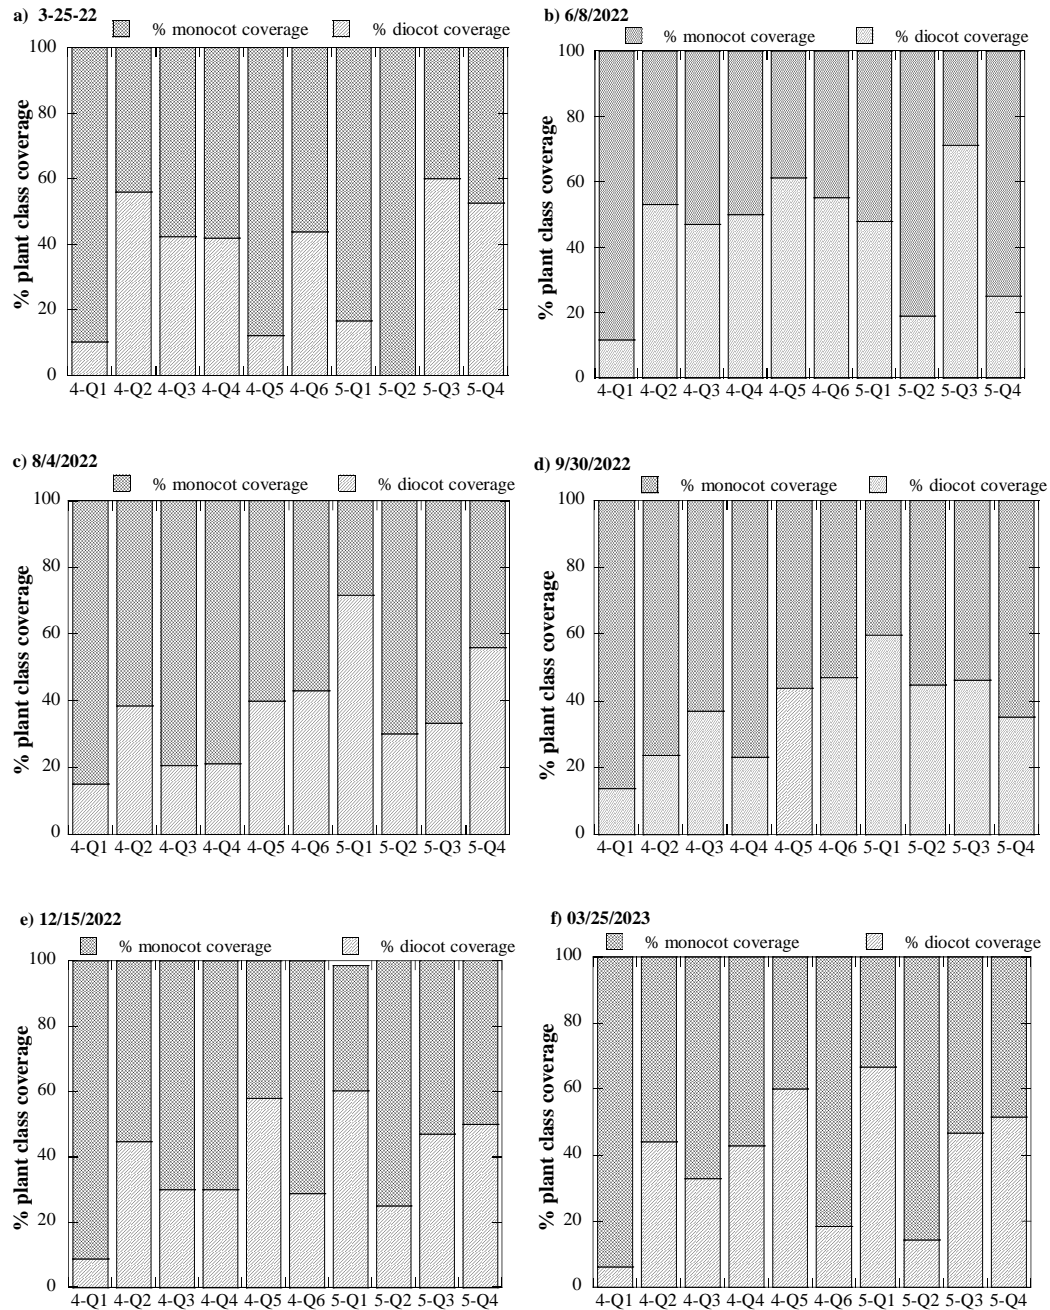 a) 3-25-22
% monocot coverage % diocot coverage
% plant class coverage
100
80
60
40
20
0
4-Q1 4-Q2 4-Q3 4-Q4 4-Q5 4-Q6 5-Q1 5-Q2 5-Q3 5-Q4
b) 6/8/2022
% monocot coverage % diocot coverage
% plant class coverage
100
80
60
40
20
0
4-Q1 4-Q2 4-Q3 4-Q4 4-Q5 4-Q6 5-Q1 5-Q2 5-Q3 5-Q4
c) 8/4/2022
% monocot coverage % diocot coverage
% plant class coverage
100
80
60
40
20
0
4-Q1 4-Q2 4-Q3 4-Q4 4-Q5 4-Q6 5-Q1 5-Q2 5-Q3 5-Q4
d) 9/30/2022
% monocot coverage % diocot coverage
% plant class coverage
100
80
60
40
20
0
4-Q1 4-Q2 4-Q3 4-Q4 4-Q5 4-Q6 5-Q1 5-Q2 5-Q3 5-Q4
e) 12/15/2022
% monocot coverage % diocot coverage
% plant class coverage
100
80
60
40
20
0
4-Q1 4-Q2 4-Q3 4-Q4 4-Q5 4-Q6 5-Q1 5-Q2 5-Q3 5-Q4
f) 03/25/2023
% monocot coverage % diocot coverage
% plant class coverage
100
80
60
40
20
0
4-Q1 4-Q2 4-Q3 4-Q4 4-Q5 4-Q6 5-Q1 5-Q2 5-Q3 5-Q4